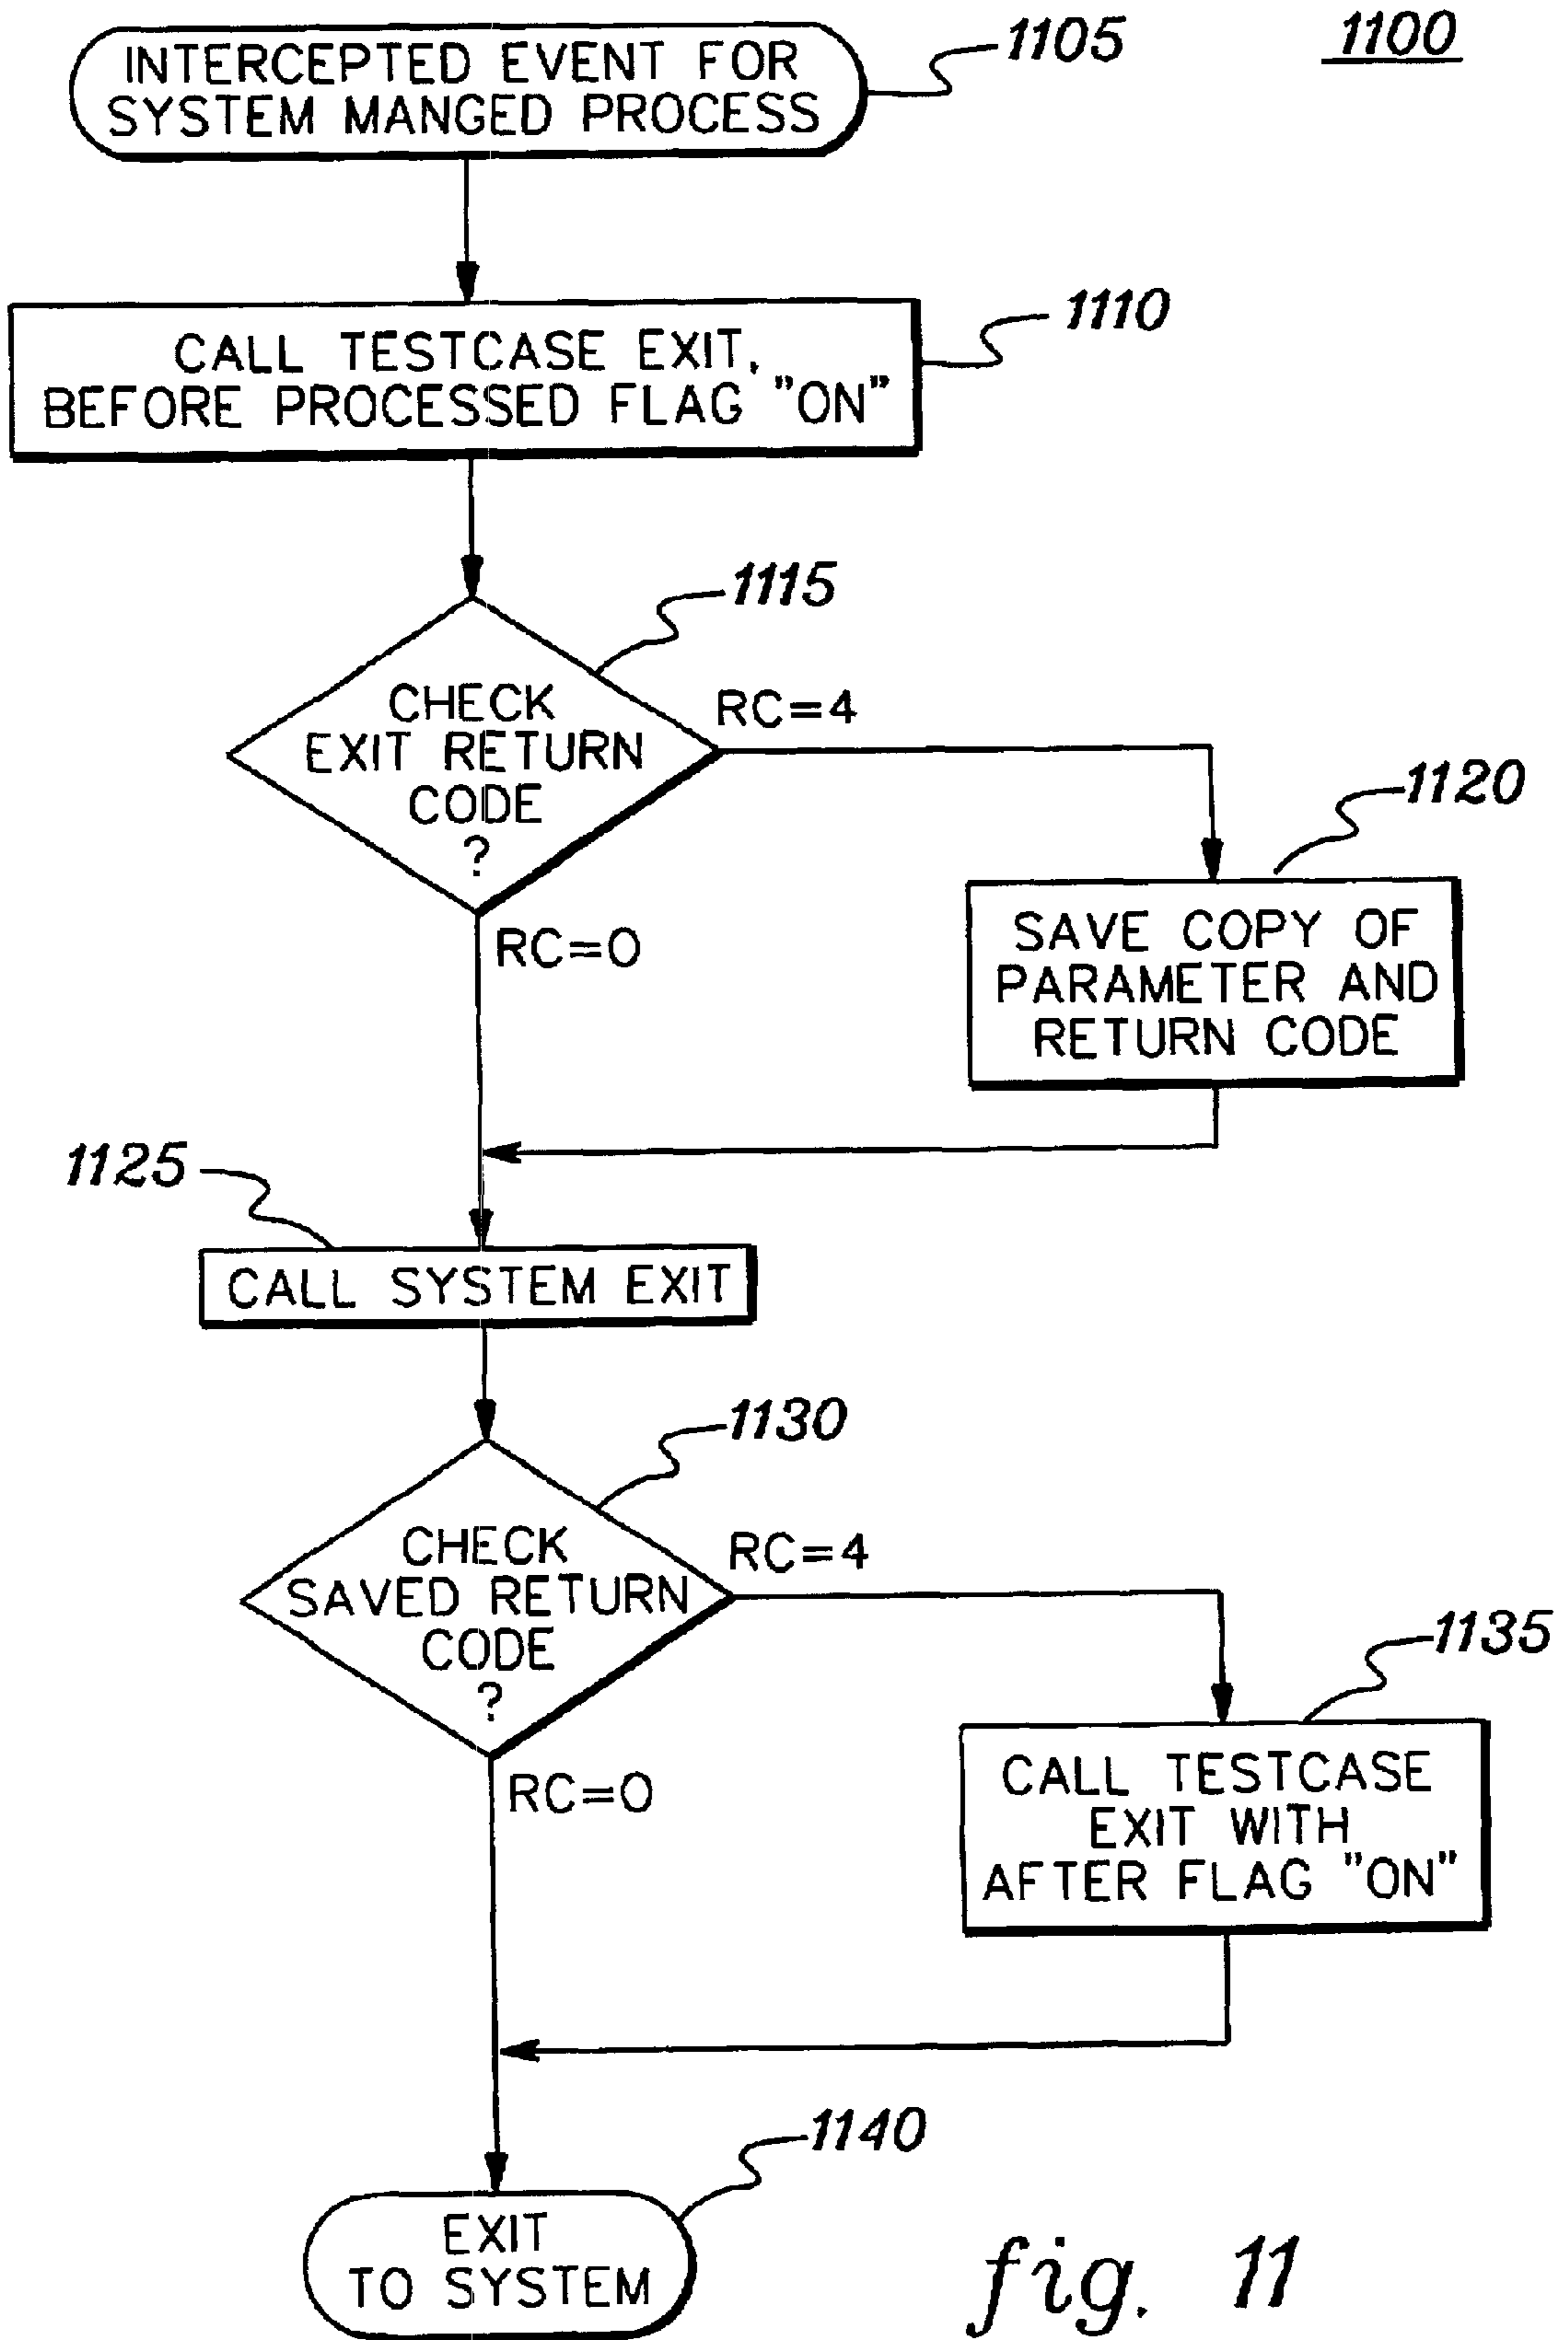 1100
INTERCEPTED EVENT FOR
SYSTEM MANGED PROCESS
1105
CALL TESTCASE EXIT,
BEFORE PROCESSED FLAG "ON"
1110
CHECK
EXIT RETURN
CODE
?
1115
RC=4
RC=0
SAVE COPY OF
PARAMETER AND
RETURN CODE
1120
1125
CALL SYSTEM EXIT
CHECK
SAVED RETURN
CODE
?
1130
RC=4
RC=0
CALL TESTCASE
EXIT WITH
AFTER FLAG "ON"
1135
EXIT
TO SYSTEM
1140
fig. 11